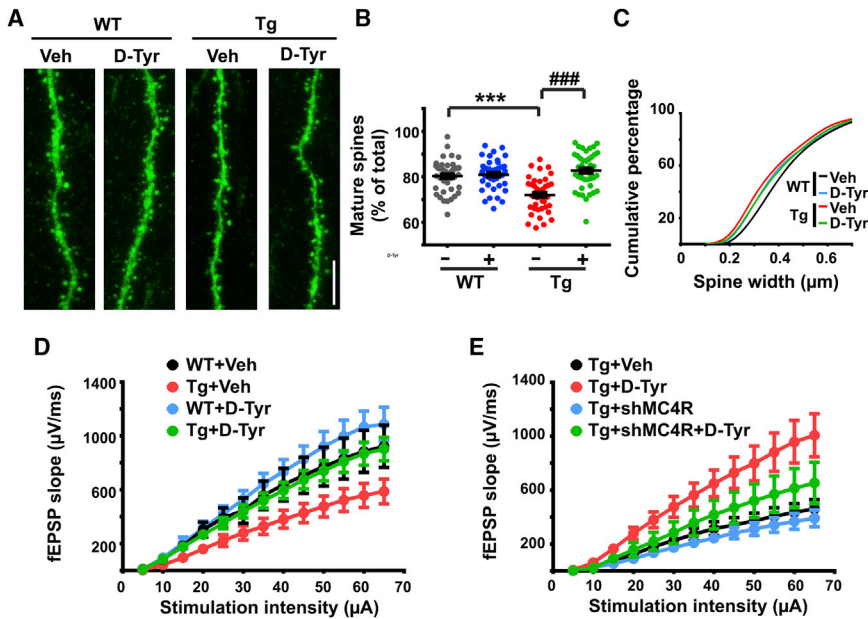 A
WT
Tg
Veh
D-Tyr
Veh
D-Tyr
B
***
###
Mature spines
(% of total)
100
80
60
D-Tyr
−
+
−
+
WT
Tg
C
Cumulative percentage
100
60
20
WT
Veh
D-Tyr
Tg
Veh
D-Tyr
0
0.2
0.4
0.6
Spine width (µm)
D
WT+Veh
Tg+Veh
WT+D-Tyr
Tg+D-Tyr
fEPSP slope (µV/ms)
1400
1000
600
200
0
10
20
30
40
50
60
70
Stimulation intensity (µA)
E
Tg+Veh
Tg+D-Tyr
Tg+shMC4R
Tg+shMC4R+D-Tyr
fEPSP slope (µV/ms)
1400
1000
600
200
0
10
20
30
40
50
60
70
Stimulation intensity (µA)